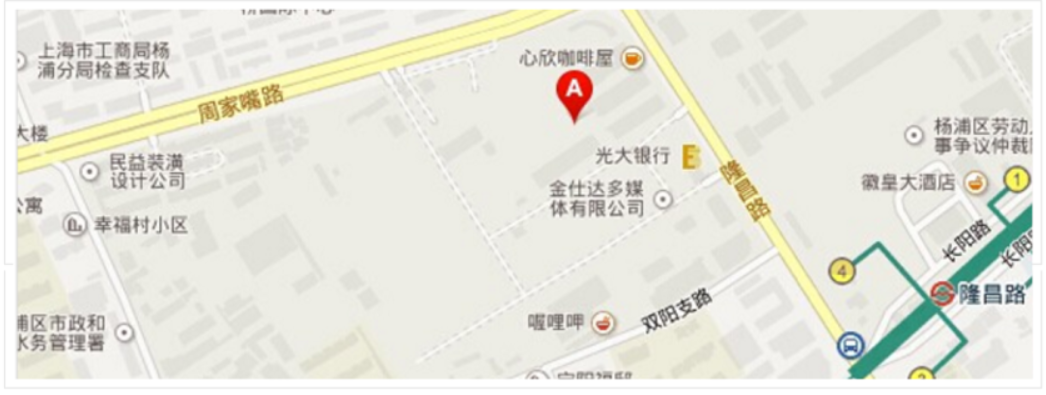 上海市工商局杨
浦分局检查支队
心欣咖啡屋
A
周家嘴路
大楼
民益装潢
设计公司
光大银行
金仕达多媒
体有限公司
隆昌路
杨浦区劳动
事争议仲裁
徽皇大酒店
1
幸福村小区
长阳路
长阳
4
隆昌路
喔哩呷
双阳支路
浦区市政和
水务管理署